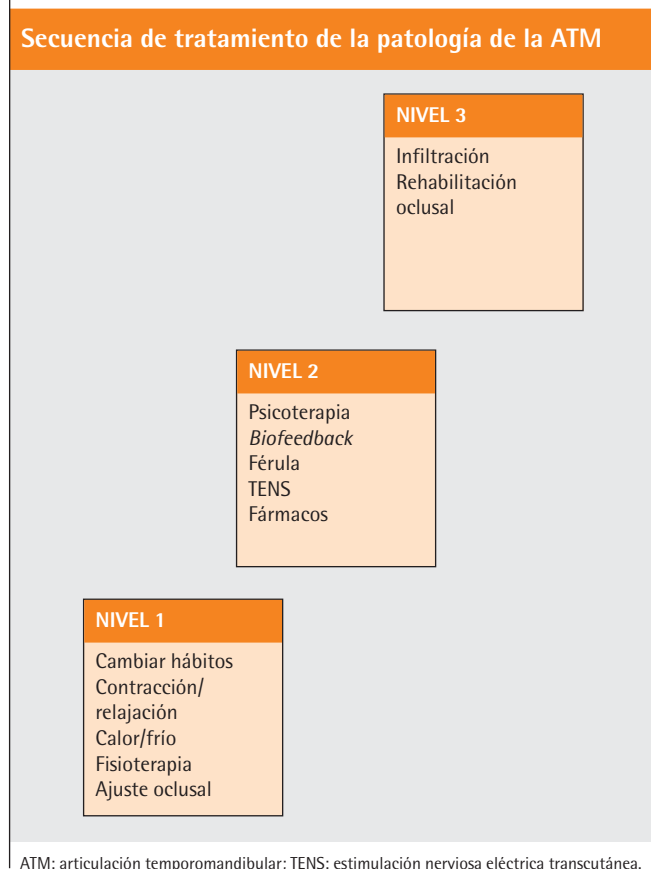 Secuencia de tratamiento de la patología de la ATM
NIVEL 3
Infiltración
Rehabilitación
oclusal
NIVEL 2
Psicoterapia
Biofeedback
Férula
TENS
Fármacos
NIVEL 1
Cambiar hábitos
Contracción/
relajación
Calor/frío
Fisioterapia
Ajuste oclusal
ATM: articulación temporomandibular; TENS: estimulación nerviosa eléctrica transcutánea.